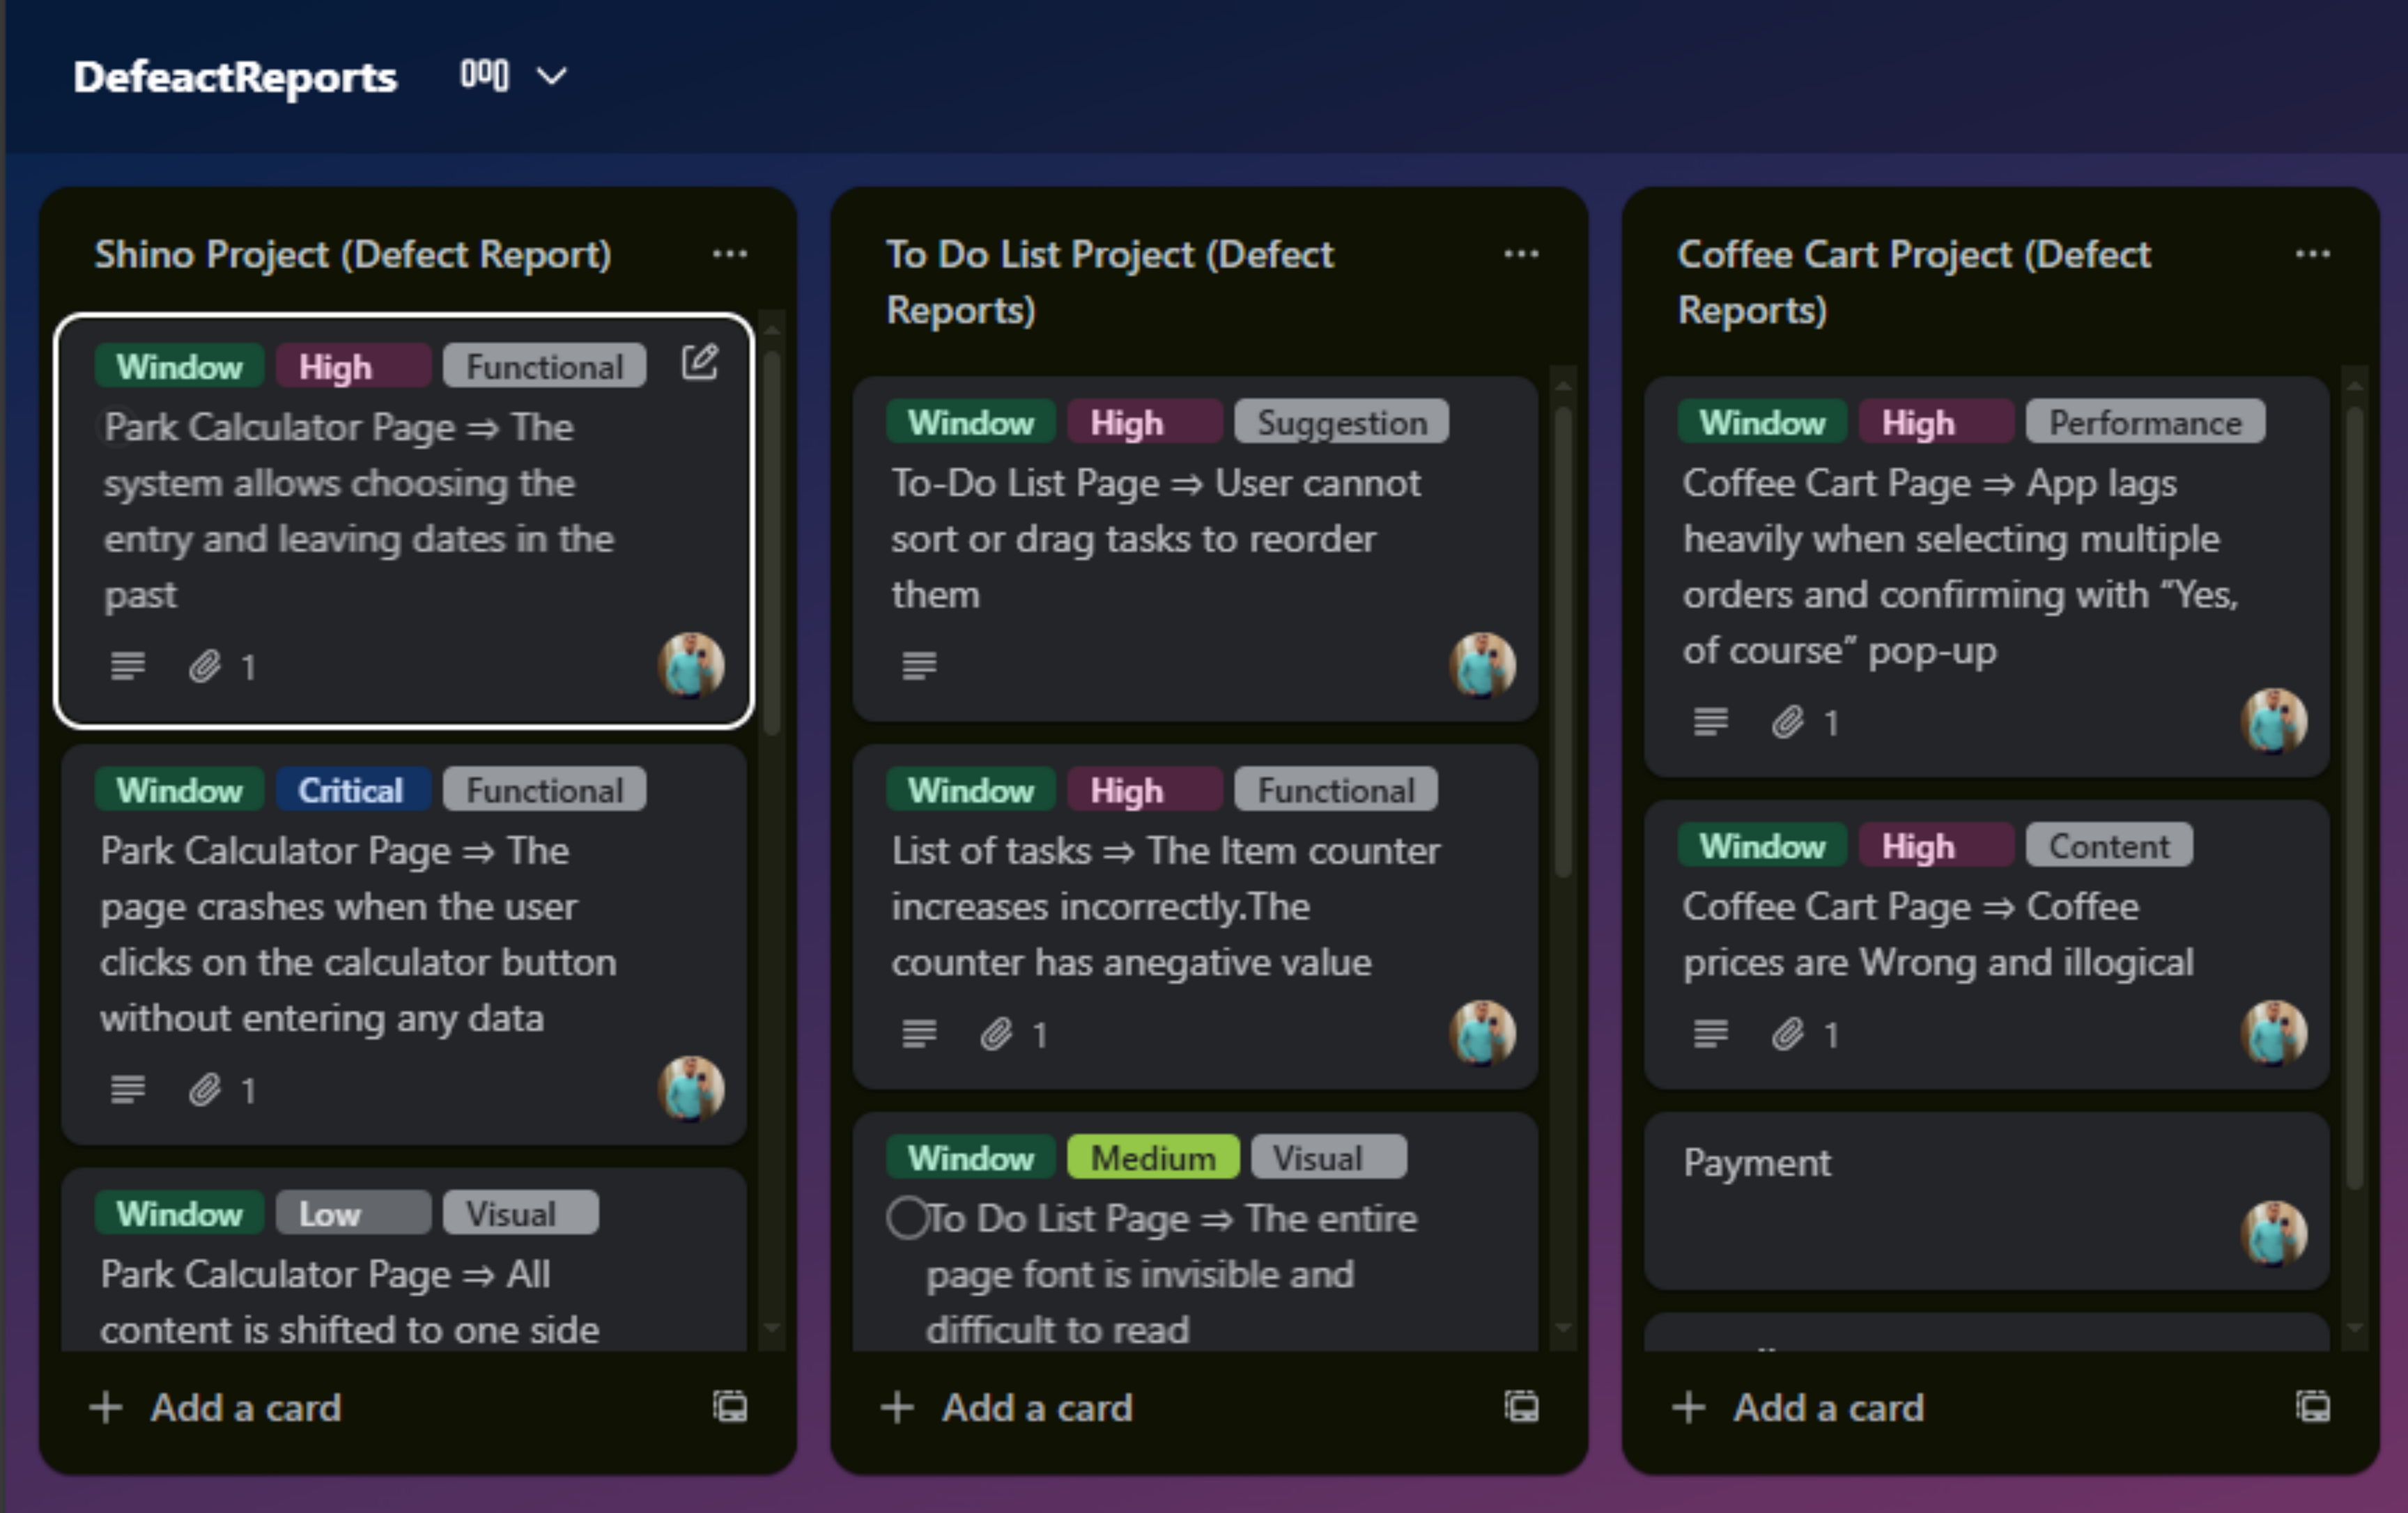 DefeactReports
Shino Project (Defect Report)
Window High Functional
Park Calculator Page ⇒ The
system allows choosing the
entry and leaving dates in the
past
1
Window Critical Functional
Park Calculator Page ⇒ The
page crashes when the user
clicks on the calculator button
without entering any data
1
Window Low Visual
Park Calculator Page ⇒ All
content is shifted to one side
Add a card
To Do List Project (Defect
Reports)
Window High Suggestion
To-Do List Page ⇒ User cannot
sort or drag tasks to reorder
them
Window High Functional
List of tasks ⇒ The Item counter
increases incorrectly.The
counter has anegative value
1
Window Medium Visual
To Do List Page ⇒ The entire
page font is invisible and
difficult to read
Add a card
Coffee Cart Project (Defect
Reports)
Window High Performance
Coffee Cart Page ⇒ App lags
heavily when selecting multiple
orders and confirming with “Yes,
of course” pop-up
1
Window High Content
Coffee Cart Page ⇒ Coffee
prices are Wrong and illogical
1
Payment
Add a card